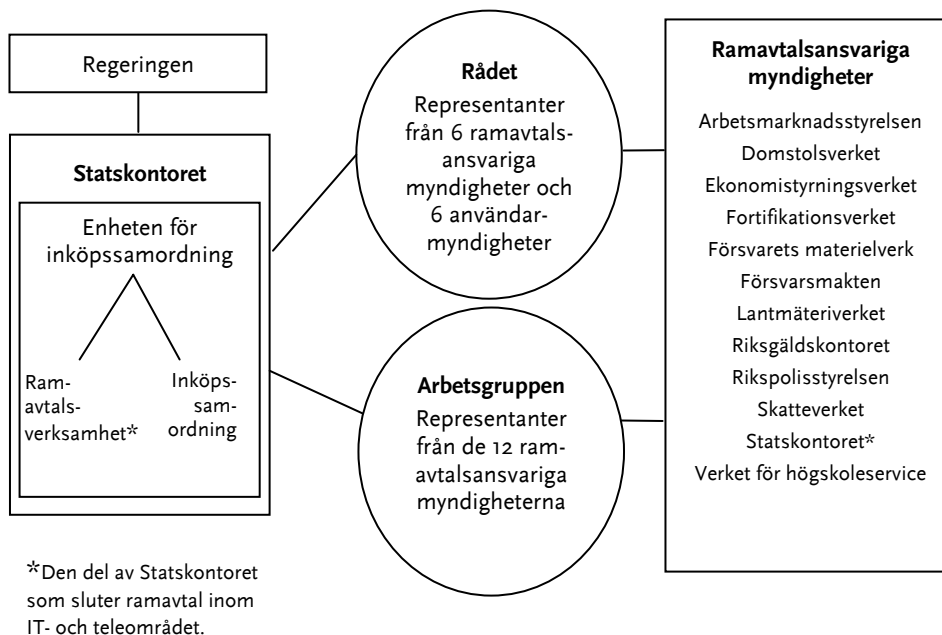 Regeringen
Statskontoret
Enheten för
inköpssamordning
Ram-
avtals-
verksamhet*
Inköps-
sam-
ordning
*Den del av Statskontoret
som sluter ramavtal inom
IT- och teleområdet.
Rådet
Representanter
från 6 ramavtals-
ansvariga
myndigheter och
6 användar-
myndigheter
Arbetsgruppen
Representanter
från de 12 ram-
avtalsansvariga
myndigheterna
Ramavtalsansvariga
myndigheter
Arbetsmarknadsstyrelsen
Domstolsverket
Ekonomistyrningsverket
Fortifikationsverket
Försvarets materielverk
Försvarsmakten
Lantmäteriverket
Riksgäldskontoret
Rikspolisstyrelsen
Skatteverket
Statskontoret*
Verket för högskoleservice